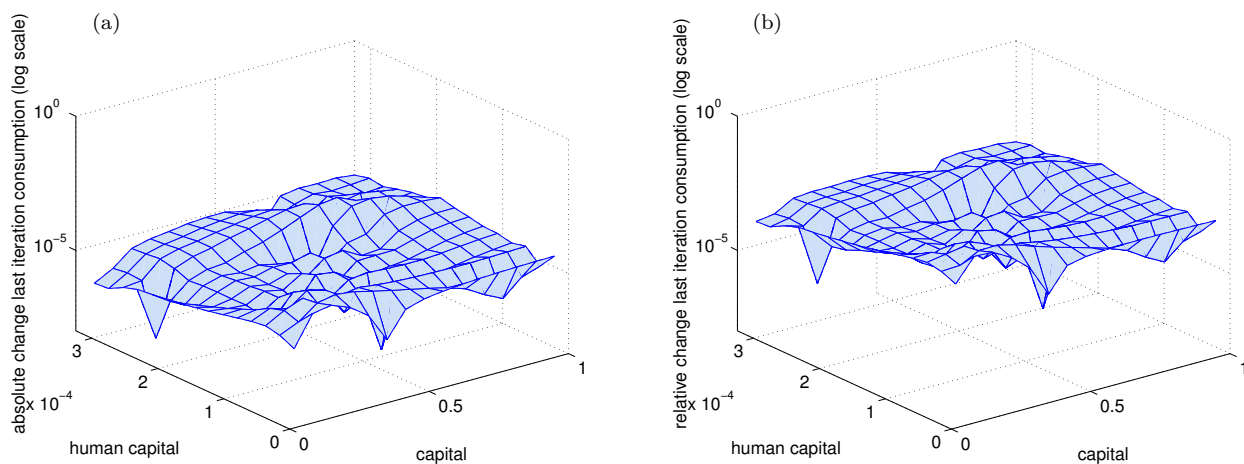 (a)
absolute change last iteration consumption (log scale)
10^0
10^-5
3
2
1
0
x 10^-4
human capital
0
0.5
1
capital
(b)
relative change last iteration consumption (log scale)
10^0
10^-5
3
2
1
0
x 10^-4
human capital
0
0.5
1
capital